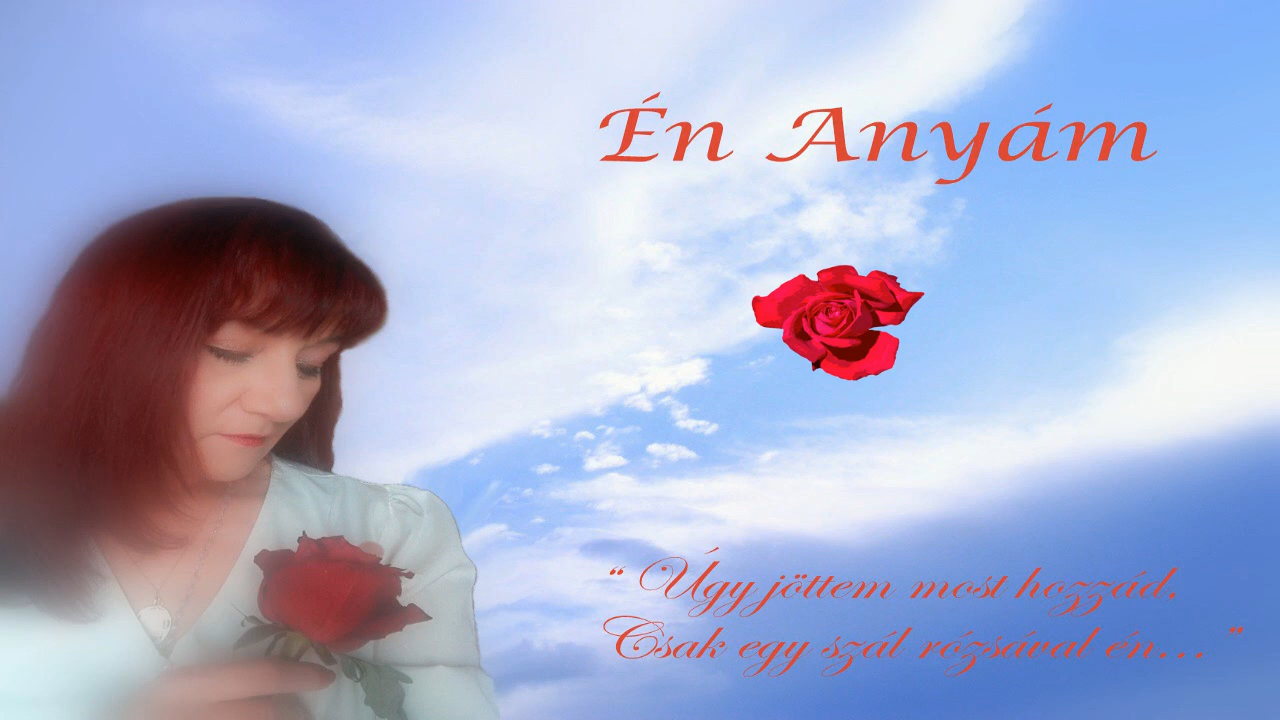 Én Anyám
“ Úgy jöttem most hozzád,
Csak egy szál rózsával én... ”